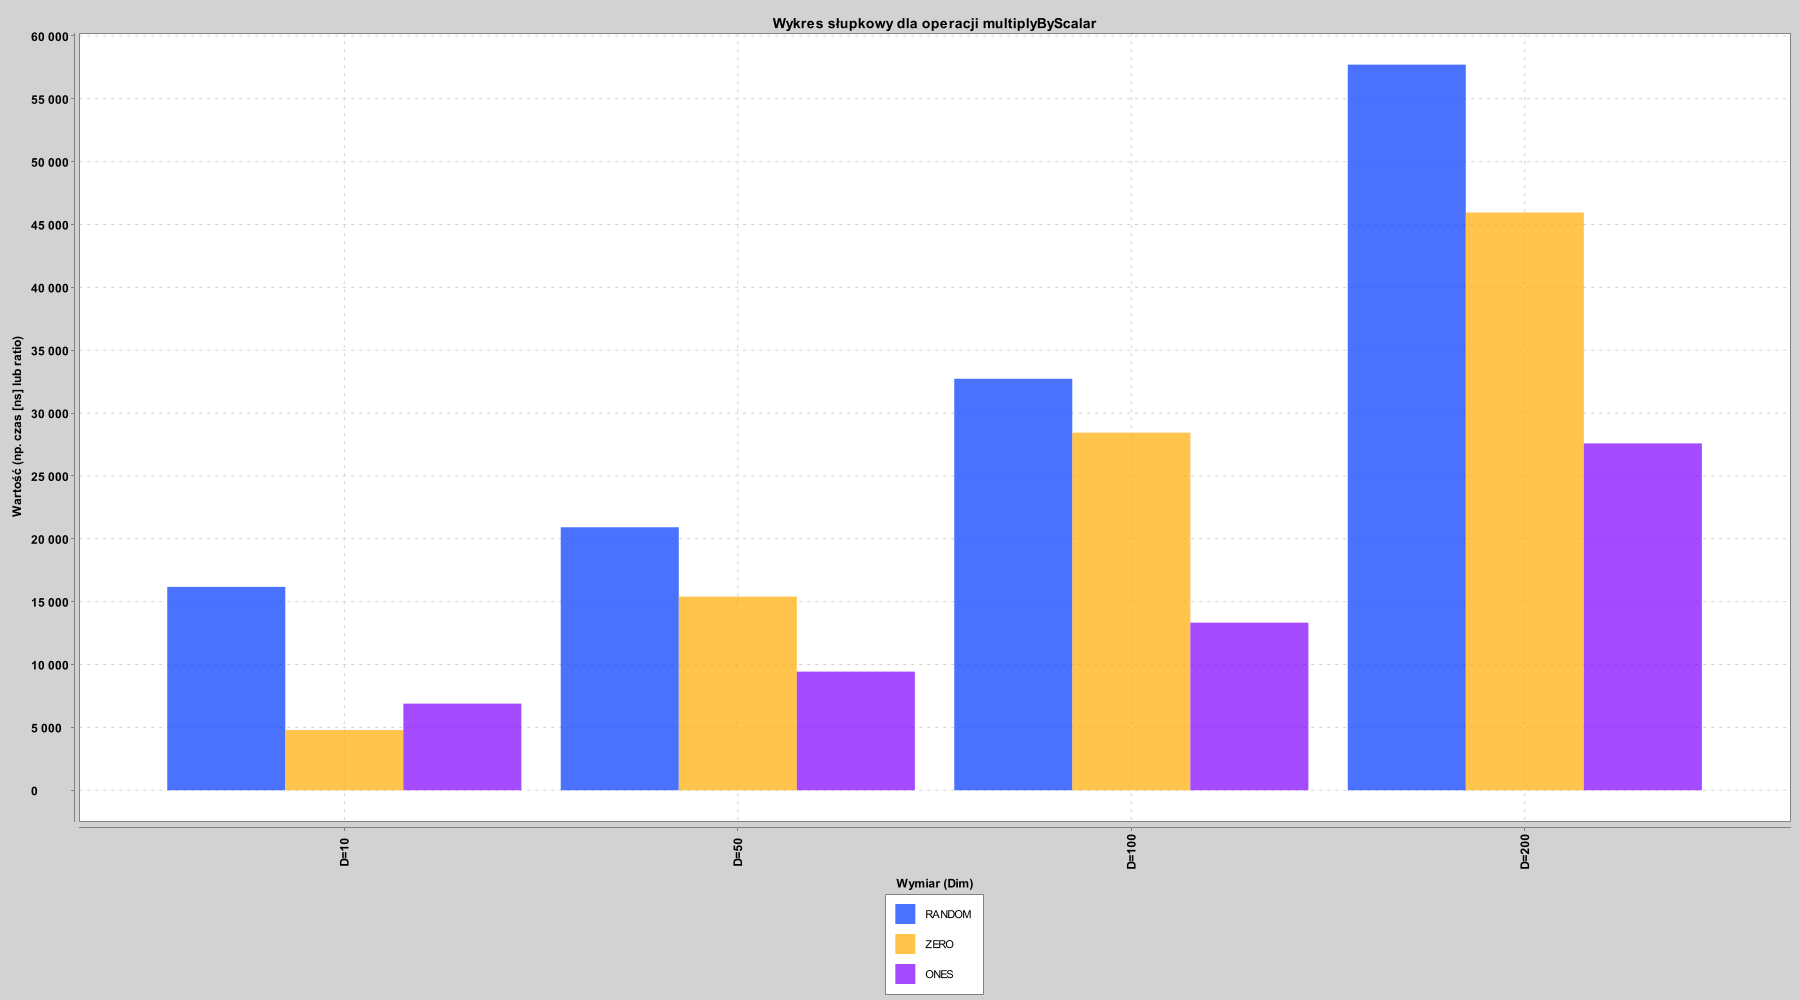 Wykres słupkowy dla operacji multiplyByScalar
Wartość (np. czas [ns] lub ratio)
60 000
55 000
50 000
45 000
40 000
35 000
30 000
25 000
20 000
15 000
10 000
5 000
0
D=10
D=50
D=100
D=200
Wymiar (Dim)
RANDOM
ZERO
ONES